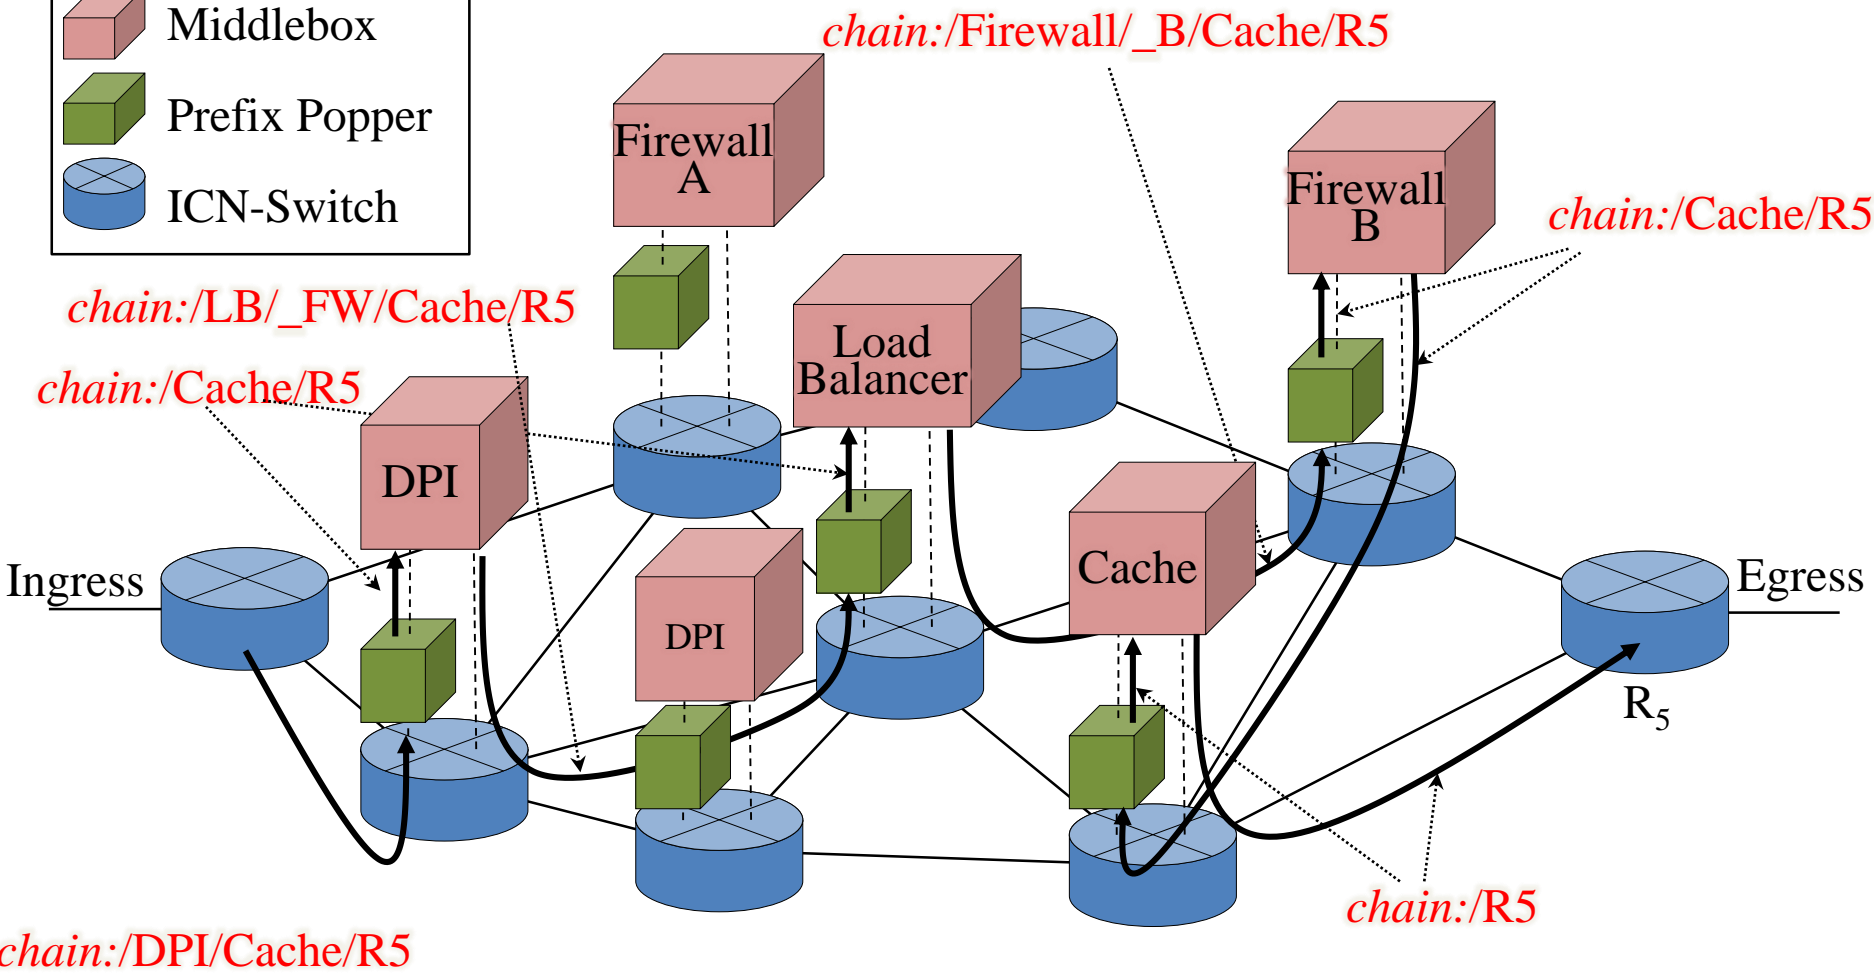 Middlebox
Prefix Popper
ICN-Switch
chain:/Firewall/_B/Cache/R5
Firewall
A
Firewall
B
chain:/Cache/R5
chain:/LB/_FW/Cache/R5
Load
Balancer
chain:/Cache/R5
DPI
Cache
Ingress
Egress
DPI
R5
chain:/R5
chain:/DPI/Cache/R5